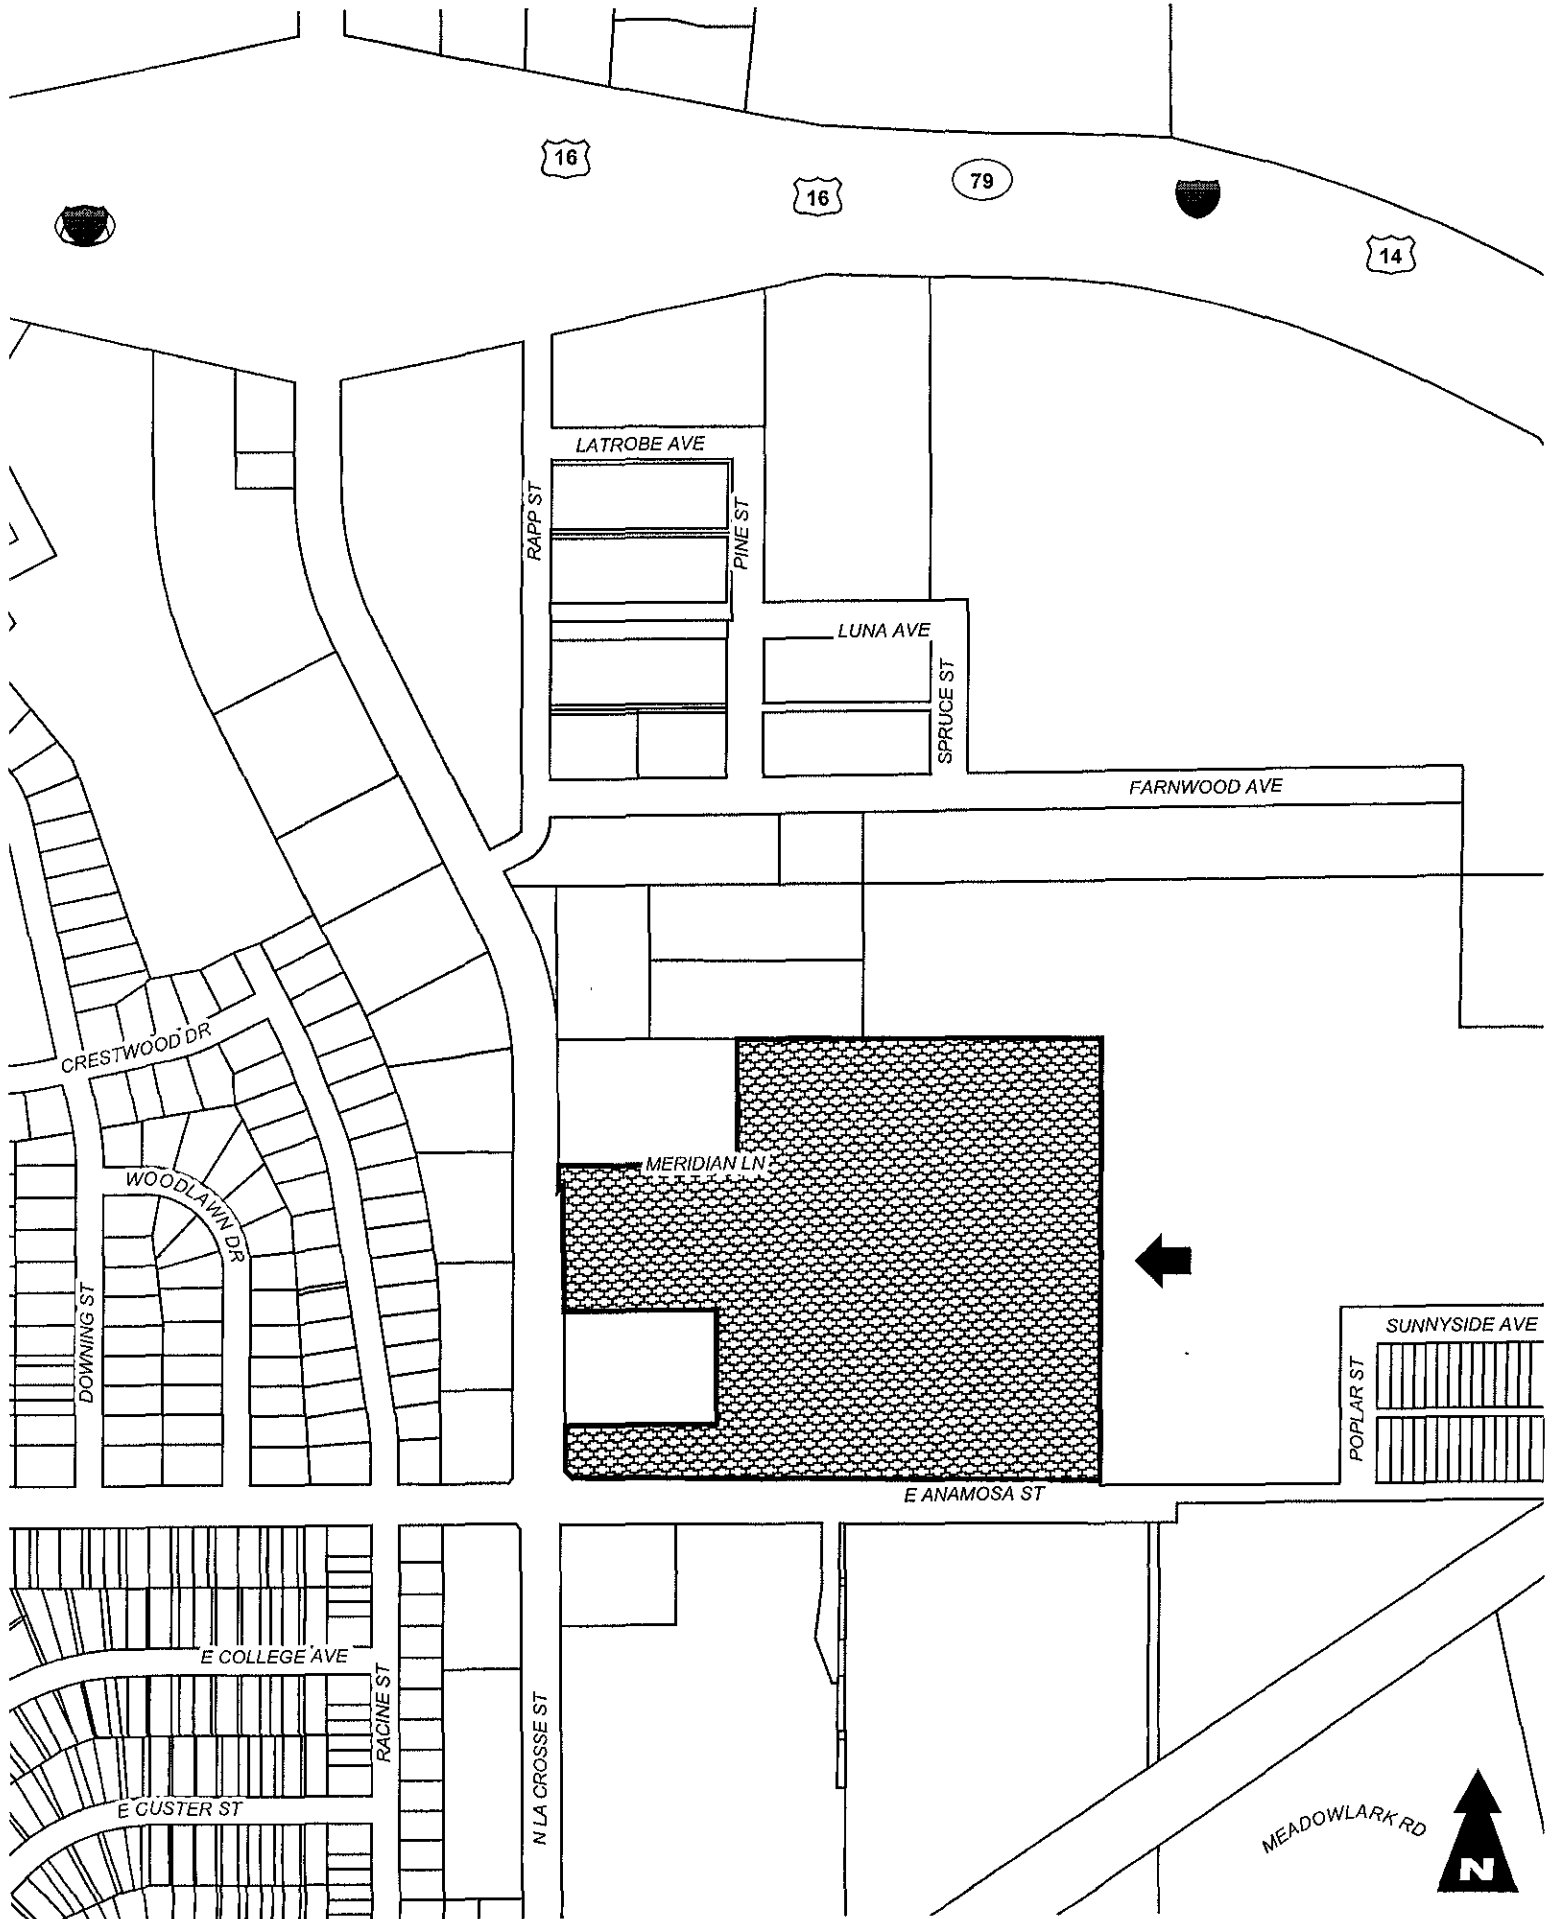 16
16
79
14
LATROBE AVE
RAPP ST
PINE ST
LUNA AVE
SPRUCE ST
FARNWOOD AVE
CRESTWOOD DR
MERIDIAN LN
WOODLAWN DR
DOWNING ST
SUNNYSIDE AVE
POPLAR ST
E ANAMOSA ST
E COLLEGE AVE
RACINE ST
N LA CROSSE ST
E CUSTER ST
MEADOWLARK RD
N